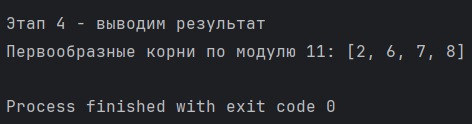 Этап 4 - выводим результат
Первообразные корни по модулю 11: [2, 6, 7, 8]
Process finished with exit code 0